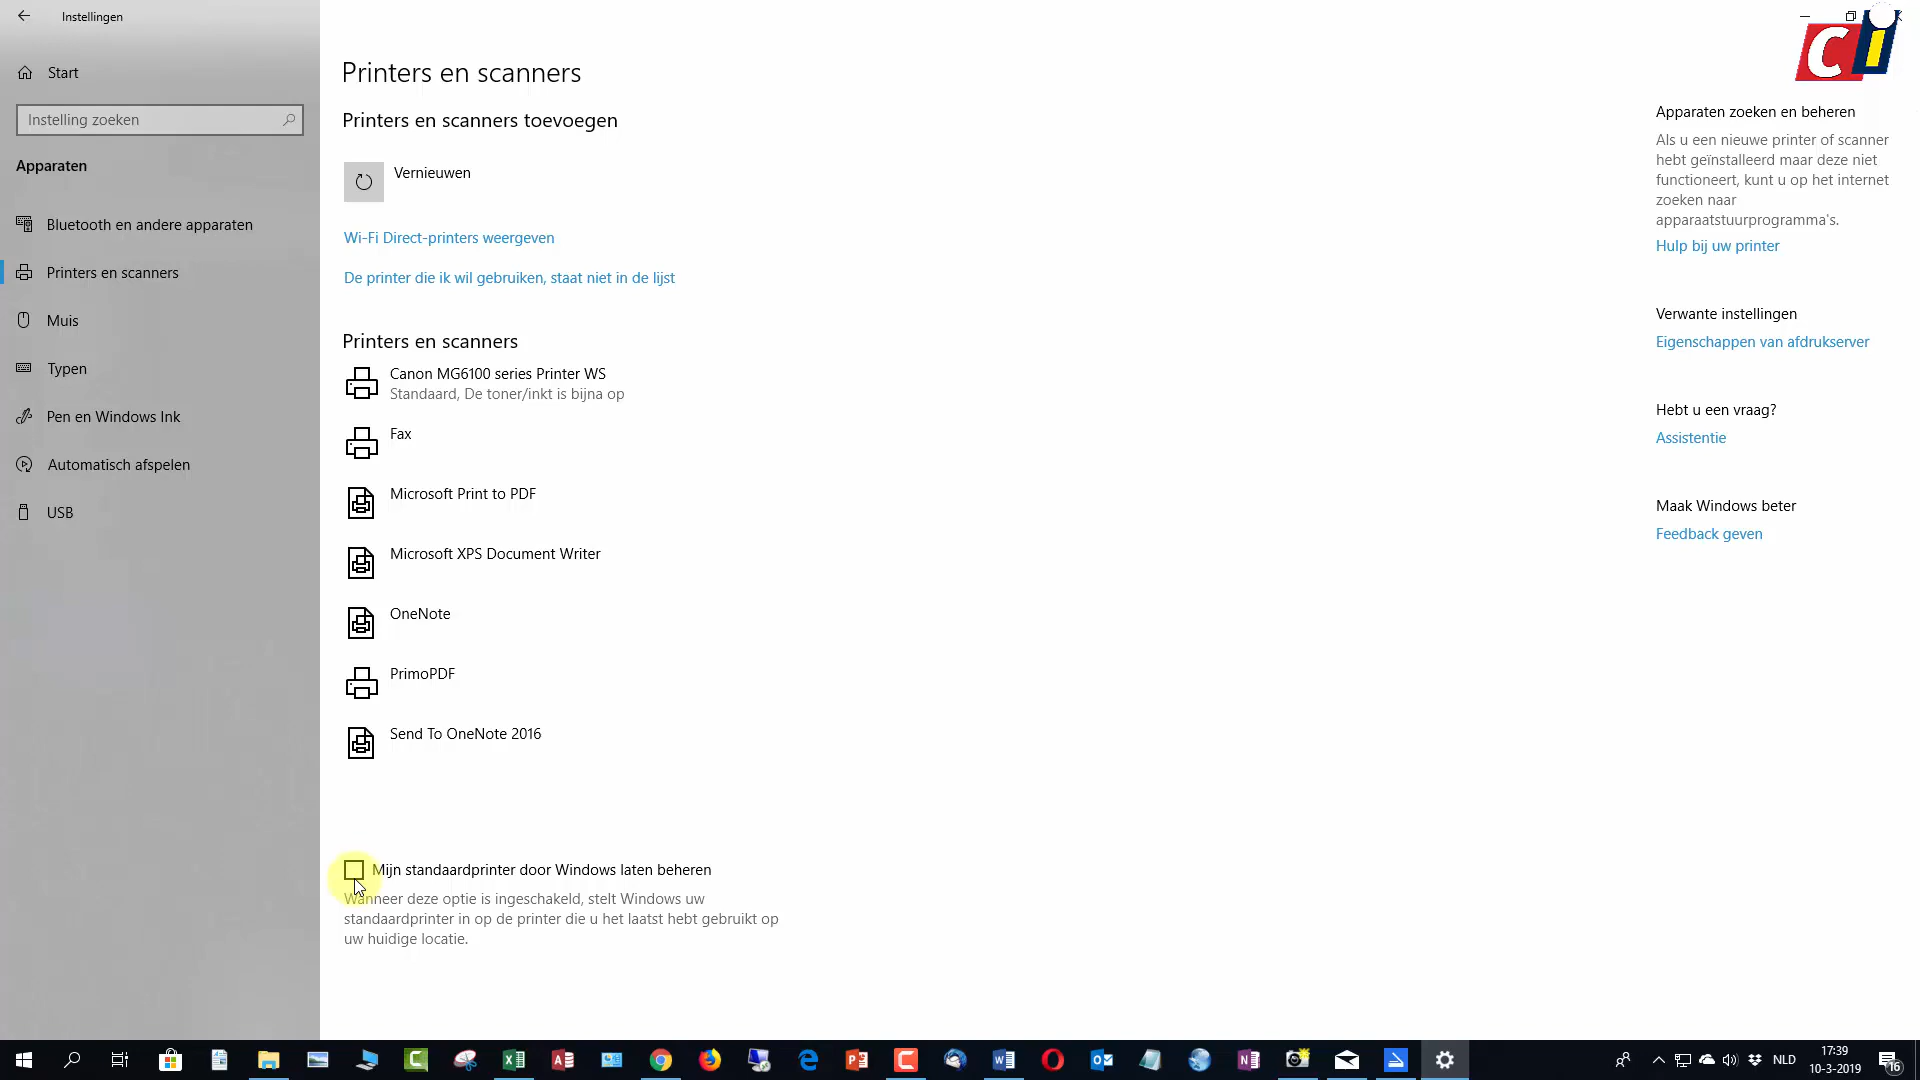 Instellingen
Start
Instelling zoeken
Apparaten
Bluetooth en andere apparaten
Printers en scanners
Muis
Typen
Pen en Windows Ink
Automatisch afspelen
USB
Printers en scanners
Printers en scanners toevoegen
Vernieuwen
Wi-Fi Direct-printers weergeven
De printer die ik wil gebruiken, staat niet in de lijst
Printers en scanners
Canon MG6100 series Printer WS
Standaard, De toner/inkt is bijna op
Fax
Microsoft Print to PDF
Microsoft XPS Document Writer
OneNote
PrimoPDF
Send To OneNote 2016
Mijn standaardprinter door Windows laten beheren
Wanneer deze optie is ingeschakeld, stelt Windows uw
standaardprinter in op de printer die u het laatst hebt gebruikt op
uw huidige locatie.
Ci
Apparaten zoeken en beheren
Als u een nieuwe printer of scanner
hebt geïnstalleerd maar deze niet
functioneert, kunt u op het internet
zoeken naar
apparaatstuurprogramma's.
Hulp bij uw printer
Verwante instellingen
Eigenschappen van afdrukserver
Hebt u een vraag?
Assistentie
Maak Windows beter
Feedback geven
NLD
17:39
10-3-2019
16